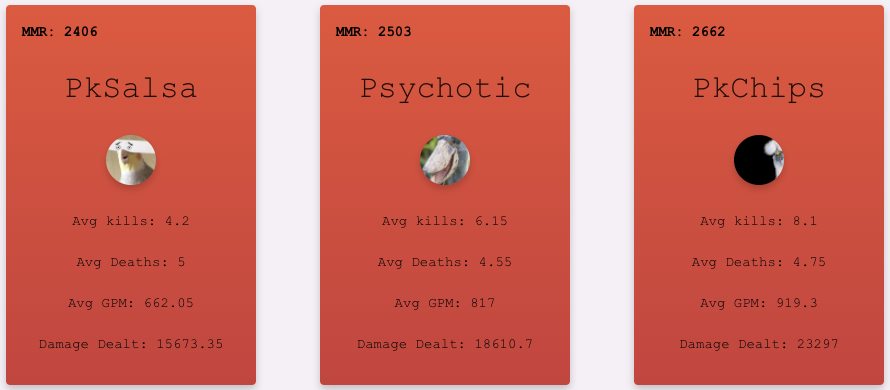 MMR: 2406
PkSalsa
Avg kills: 4.2
Avg Deaths: 5
Avg GPM: 662.05
Damage Dealt: 15673.35
MMR: 2503
Psychotic
Avg kills: 6.15
Avg Deaths: 4.55
Avg GPM: 817
Damage Dealt: 18610.7
MMR: 2662
PkChips
Avg kills: 8.1
Avg Deaths: 4.75
Avg GPM: 919.3
Damage Dealt: 23297